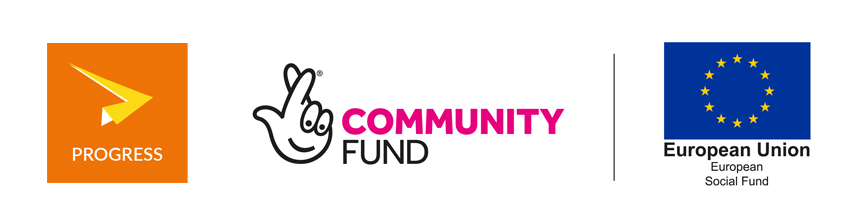 PROGRESS
®
COMMUNITY
FUND
European Union
European
Social Fund